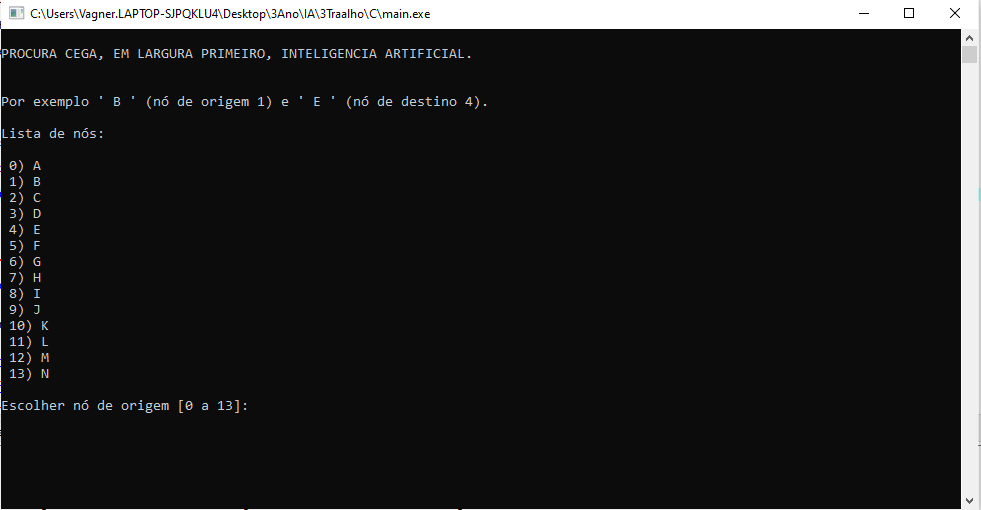 C:\Users\Vagner.LAPTOP-SJPQKLU4\Desktop\3Ano\IA\3Traalho\C\main.exe
PROCURA CEGA, EM LARGURA PRIMEIRO, INTELIGENCIA ARTIFICIAL.
Por exemplo ' B ' (nó de origem 1) e ' E ' (nó de destino 4).
Lista de nós:
0) A
1) B
2) C
3) D
4) E
5) F
6) G
7) H
8) I
9) J
10) K
11) L
12) M
13) N
Escolher nó de origem [0 a 13]: